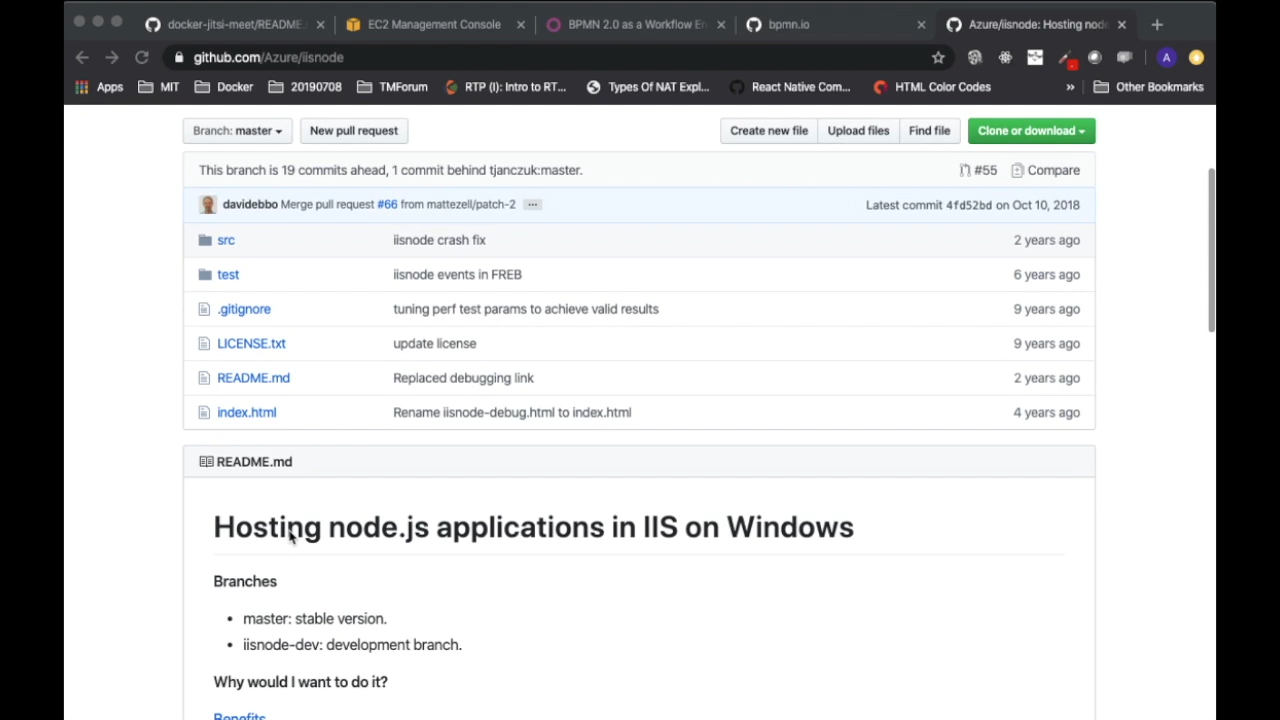 docker-jitsi-meet/README. EC2 Management Console BPMN 2.0 as a Workflow En bpmn.io Azure/iisnode: Hosting node
github.com/Azure/iisnode A
Apps MIT Docker 20190708 TMForum RTP (I): Intro to RT... Types Of NAT Expl... React Native Com... HTML Color Codes » Other Bookmarks
Branch: master New pull request Create new file Upload files Find file Clone or download
This branch is 19 commits ahead, 1 commit behind tjanczuk:master. #55 Compare
davidebbo Merge pull request #66 from mattezell/patch-2 ... Latest commit 4fd52bd on Oct 10, 2018
src iisnode crash fix 2 years ago
test iisnode events in FREB 6 years ago
.gitignore tuning perf test params to achieve valid results 9 years ago
LICENSE.txt update license 9 years ago
README.md Replaced debugging link 2 years ago
index.html Rename iisnode-debug.html to index.html 4 years ago
README.md
Hosting node.js applications in IIS on Windows
Branches
• master: stable version.
• iisnode-dev: development branch.
Why would I want to do it?
Benefits